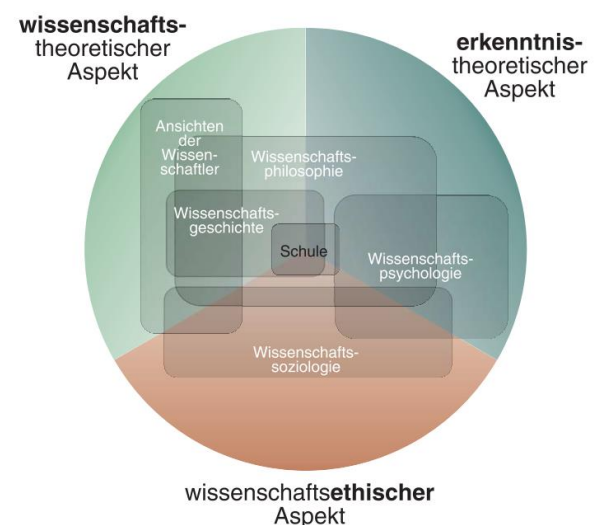 wissenschafts-
theoretischer
Aspekt
erkenntnis-
theoretischer
Aspekt
Ansichten
der
Wissen-
schaftler
Wissenschafts-
philosophie
Wissenschafts-
geschichte
Schule
Wissenschafts-
psychologie
Wissenschafts-
soziologie
wissenschaftsethischer
Aspekt